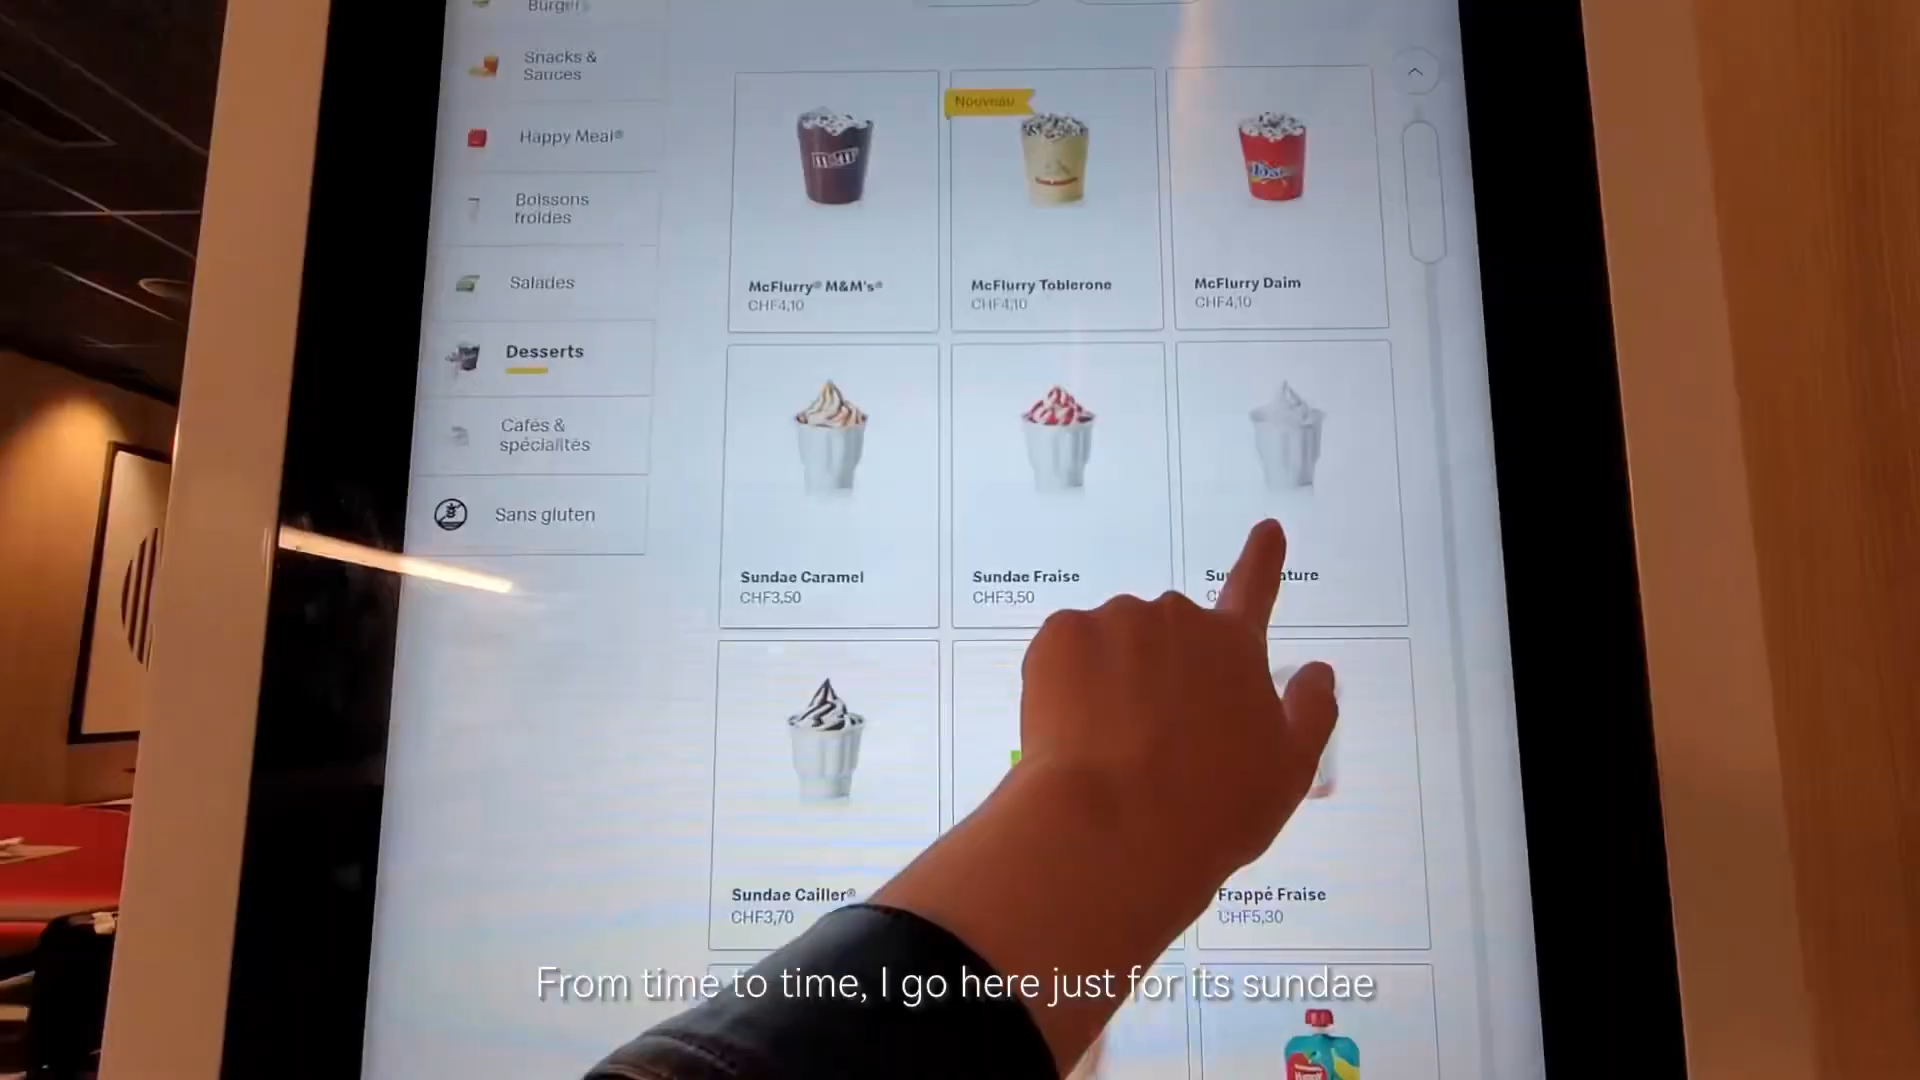 Burgers
Snacks &
Sauces
Happy Meal®
Boissons
froides
Salades
Desserts
Cafés &
spécialités
Sans gluten
Nouveau
M&M's
McFlurry® M&M's®
CHF4,10
McFlurry Toblerone
CHF4,10
Daim
McFlurry Daim
CHF4,10
Sundae Caramel
CHF3,50
Sundae Fraise
CHF3,50
Sundae Cailler®
CHF3,70
Frappé Fraise
CHF5,30
From time to time, I go here just for its sundae